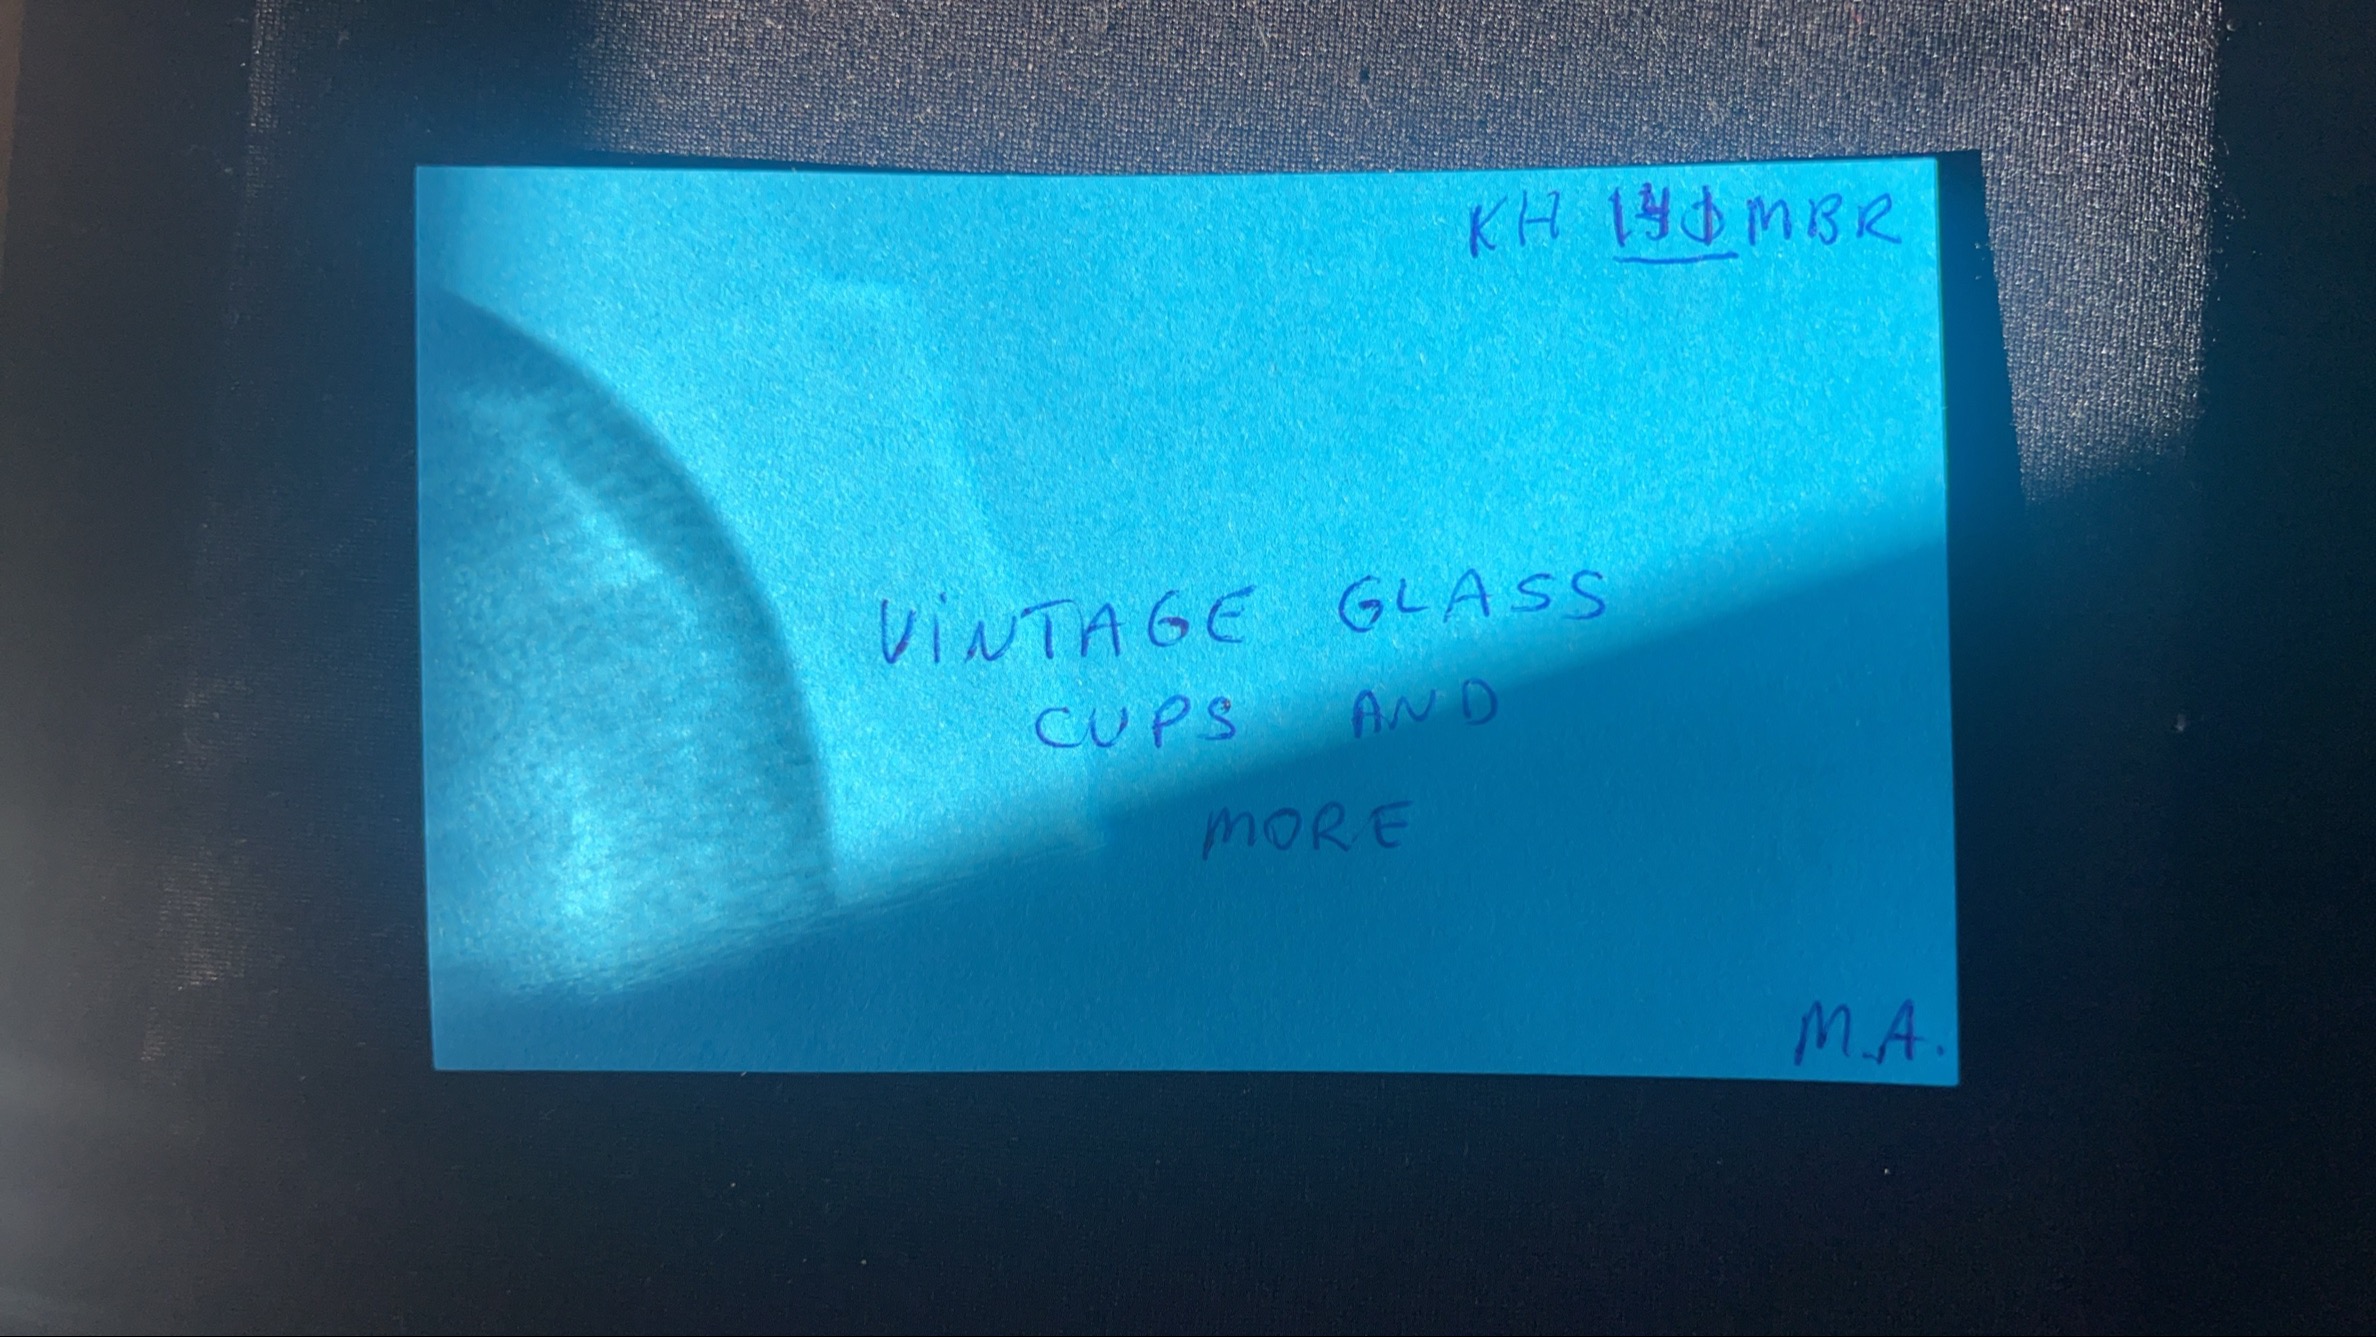 KH MBR
VINTAGE GLASS
CUPS AND
MORE
M.A.